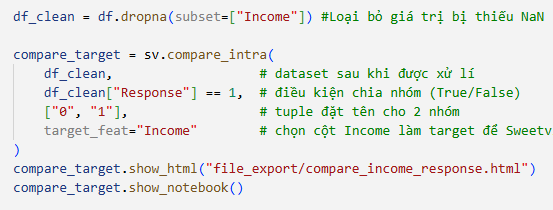 df_clean = df.dropna(subset=["Income"]) #Loại bỏ giá trị bị thiếu NaN
compare_target = sv.compare_intra(
    df_clean,                    # dataset sau khi được xử lí
    df_clean["Response"] == 1,   # điều kiện chia nhóm (True/False)
    ["0", "1"],                  # tuple đặt tên cho 2 nhóm
    target_feat="Income"         # chọn cột Income làm target để Sweetv
)
compare_target.show_html("file_export/compare_income_response.html")
compare_target.show_notebook()